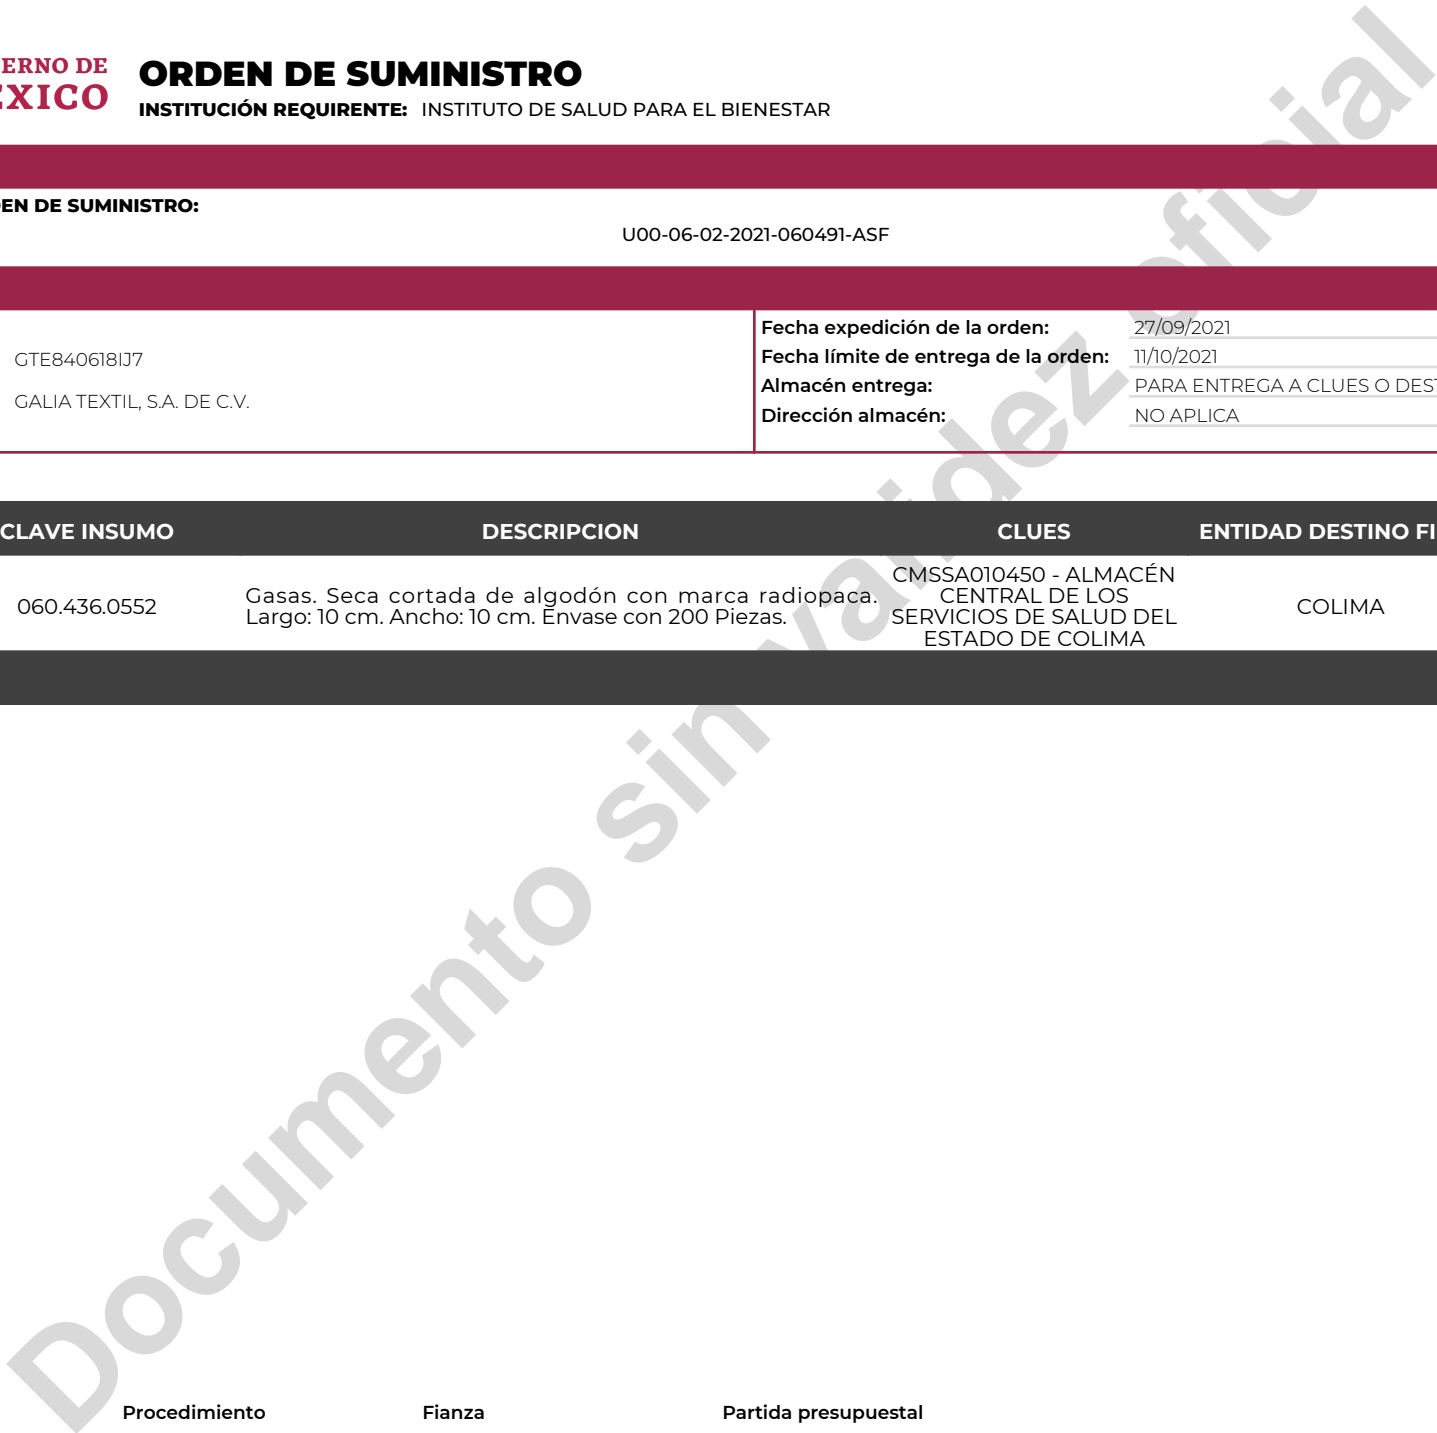 ERNO DE
EXICO
ORDEN DE SUMINISTRO
INSTITUCIÓN REQUIRENTE: INSTITUTO DE SALUD PARA EL BIENESTAR
EN DE SUMINISTRO:
U00-06-02-2021-060491-ASF
GTE840618IJ7
GALIA TEXTIL, S.A. DE C.V.
Fecha expedición de la orden: 27/09/2021
Fecha límite de entrega de la orden: 11/10/2021
Almacén entrega: PARA ENTREGA A CLUES O DEST
Dirección almacén: NO APLICA
CLAVE INSUMO DESCRIPCION CLUES ENTIDAD DESTINO FI
060.436.0552
Gasas. Seca cortada de algodón con marca radiopaca.
Largo: 10 cm. Ancho: 10 cm. Envase con 200 Piezas.
CMSSA010450 - ALMACÉN
CENTRAL DE LOS
SERVICIOS DE SALUD DEL
ESTADO DE COLIMA
COLIMA
Documento sin validez oficial
Procedimiento Fianza Partida presupuestal